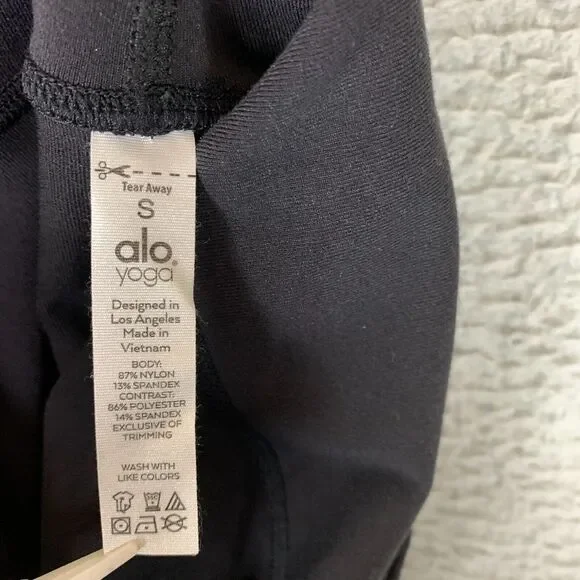 Tear Away
S
alo
yoga
Designed in
Los Angeles
Made in
Vietnam
BODY:
87% NYLON
13% SPANDEX
CONTRAST:
86% POLYESTER
14% SPANDEX
EXCLUSIVE OF
TRIMMING
WASH WITH
LIKE COLORS